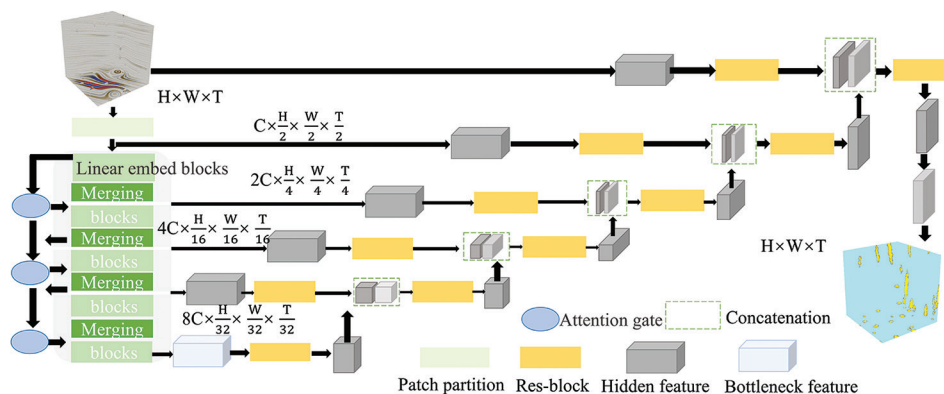 H×W×T
C×H/2×W/2×T/2
Linear embed blocks
2C×H/4×W/4×T/4
Merging
blocks
4C×H/16×W/16×T/16
Merging
blocks
Merging
blocks
8C×H/32×W/32×T/32
Merging
blocks
H×W×T
Attention gate
Concatenation
Patch partition
Res-block
Hidden feature
Bottleneck feature